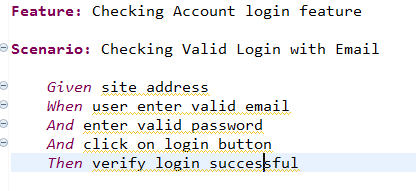 Feature: Checking Account login feature
Scenario: Checking Valid Login with Email
Given site address
When user enter valid email
And enter valid password
And click on login button
Then verify login successful